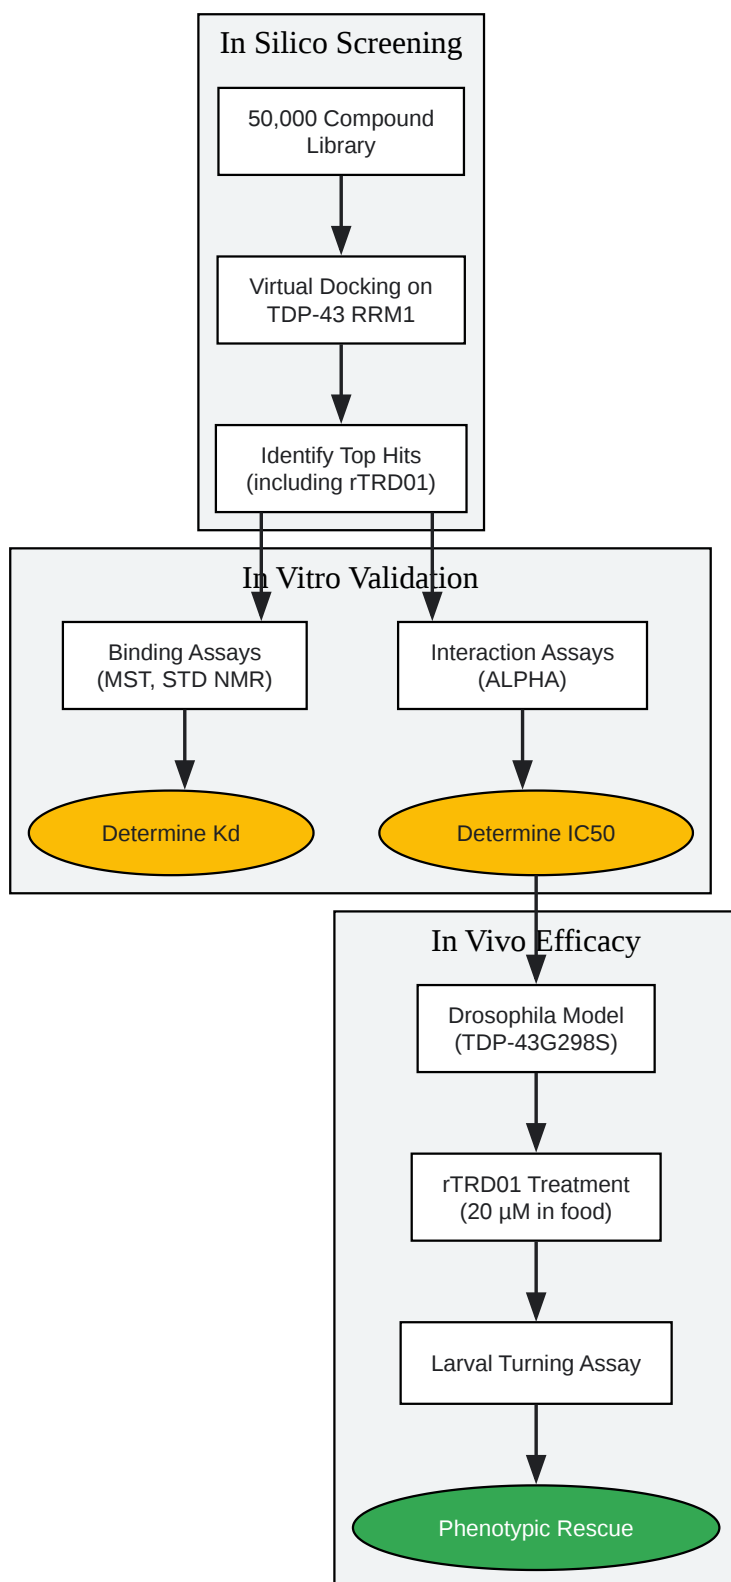 In Silico Screening
50,000 Compound
Library
Virtual Docking on
TDP-43 RRM1
Identify Top Hits
(including rTRD01)
In Vitro Validation
Binding Assays
(MST, STD NMR)
Interaction Assays
(ALPHA)
Determine Kd
Determine IC50
In Vivo Efficacy
Drosophila Model
(TDP-43G298S)
rTRD01 Treatment
(20 µM in food)
Larval Turning Assay
Phenotypic Rescue